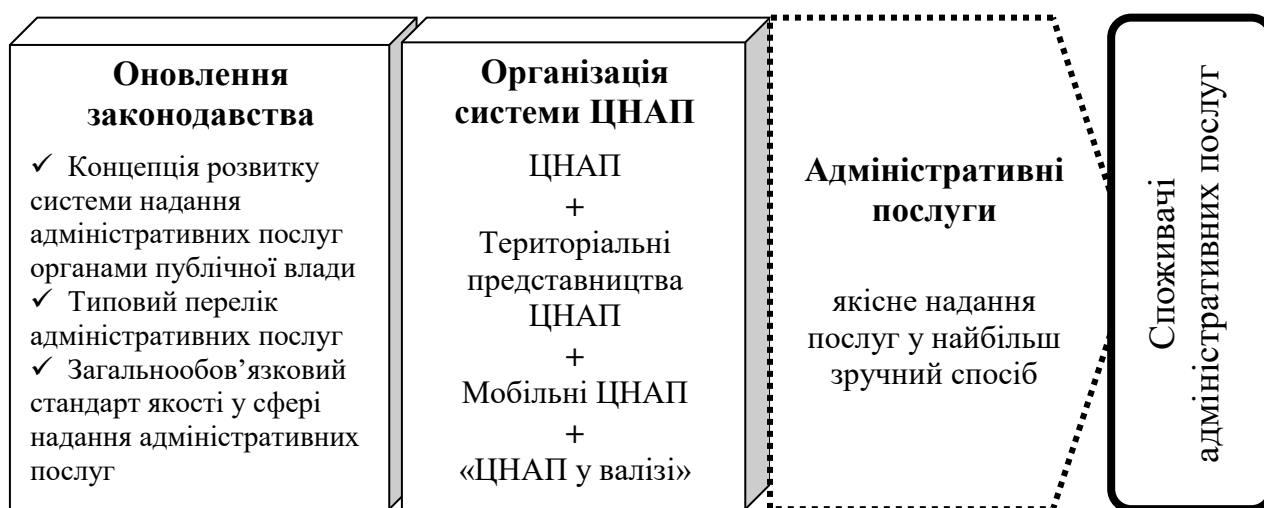 Оновлення
законодавства
✓ Концепція розвитку
системи надання
адміністративних послуг
органами публічної влади
✓ Типовий перелік
адміністративних послуг
✓ Загальнообов’язковий
стандарт якості у сфері
надання адміністративних
послуг
Організація
системи ЦНАП
ЦНАП
+
Територіальні
представництва
ЦНАП
+
Мобільні ЦНАП
+
«ЦНАП у валізі»
Адміністративні
послуги
якісне надання
послуг у найбільш
зручний спосіб
Споживачі
адміністративних послуг